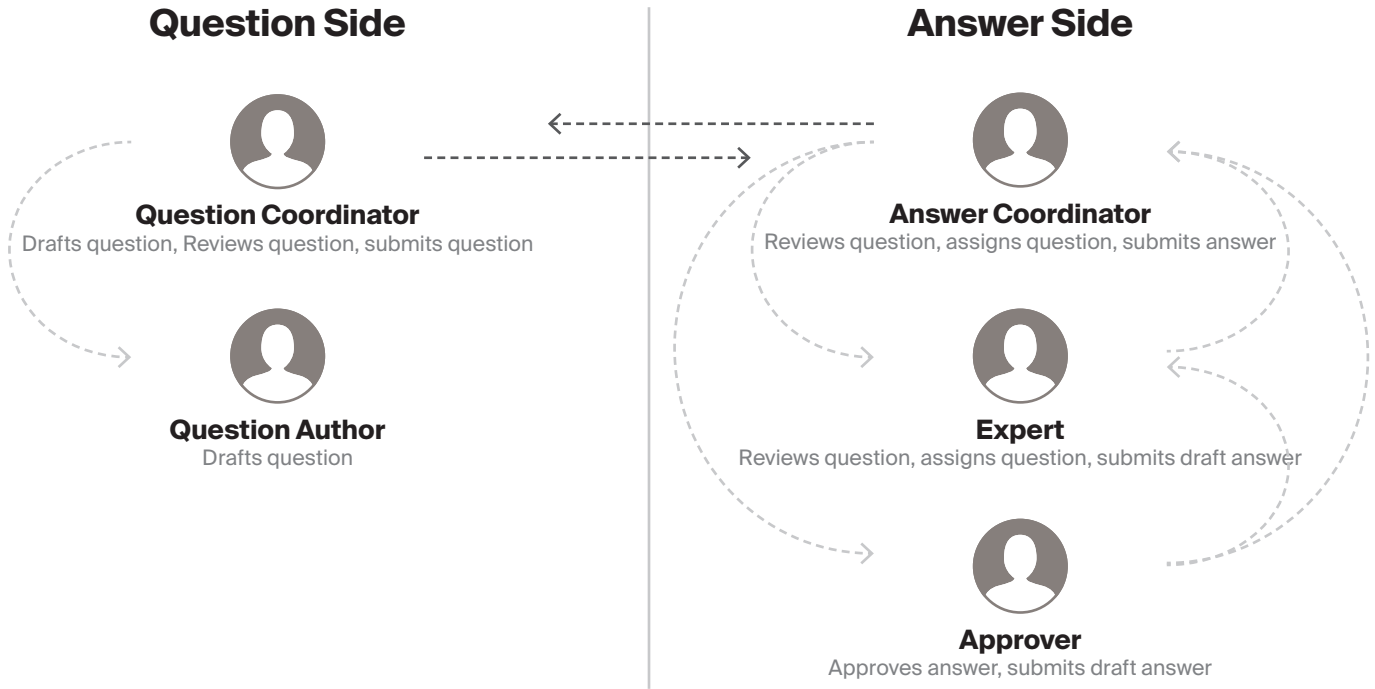 Question Side
Answer Side
Question Coordinator
Drafts question, Reviews question, submits question
Answer Coordinator
Reviews question, assigns question, submits answer
Question Author
Drafts question
Expert
Reviews question, assigns question, submits draft answer
Approver
Approves answer, submits draft answer